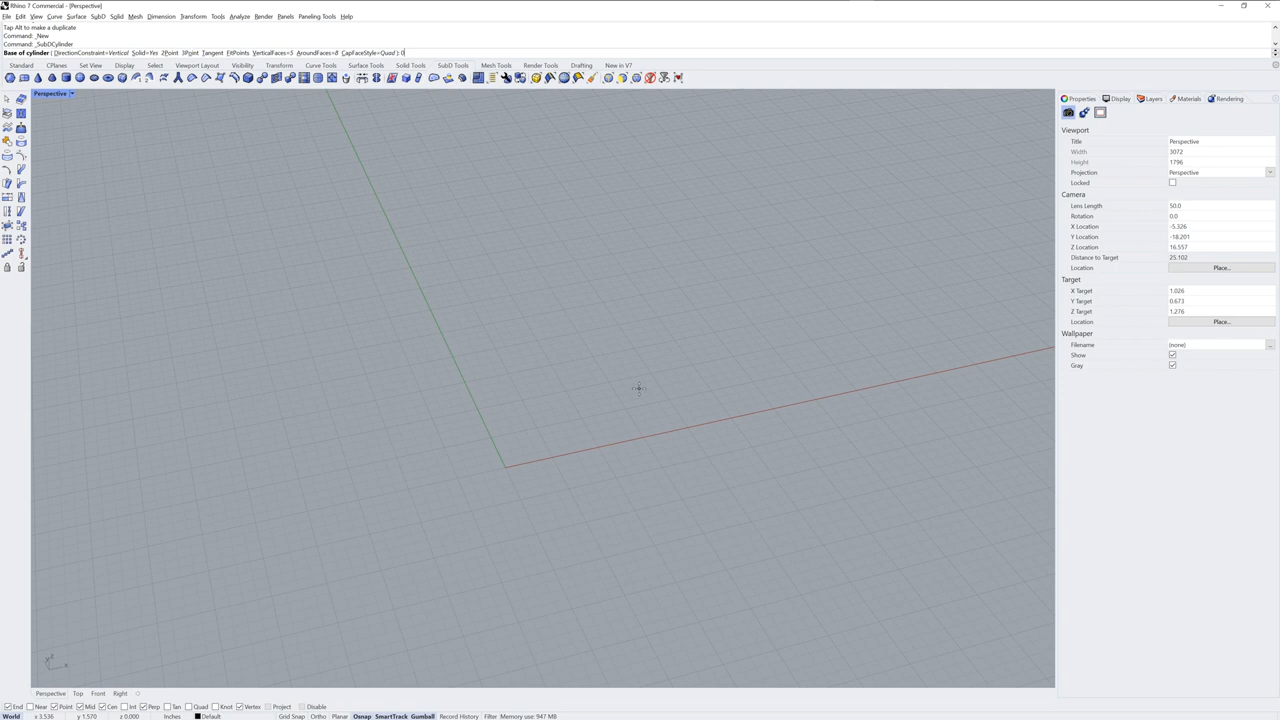 Rhino 7 Commercial - [Perspective]
File Edit View Curve Surface SubD Solid Mesh Dimension Transform Tools Analyze Render Panels Paneling Tools Help
Tap Alt to make a duplicate
Command: _New
Command: _SubDCylinder
Base of cylinder ( DirectionConstraint=Vertical Solid=Yes 2Point 3Point Tangent FitPoints VerticalFaces=5 AroundFaces=8 CapFaceStyle=Quad ): 0
Standard CPlanes Set View Display Select Viewport Layout Visibility Transform Curve Tools Surface Tools Solid Tools SubD Tools Mesh Tools Render Tools Drafting New in V7
Perspective
Properties Display Layers Materials Rendering
Viewport
Title Perspective
Width 3072
Height 1796
Projection Perspective
Locked
Camera
Lens Length 50.0
Rotation 0.0
X Location -5.326
Y Location -18.201
Z Location 16.557
Distance to Target 25.102
Location Place...
Target
X Target 1.026
Y Target 0.673
Z Target 1.276
Location Place...
Wallpaper
Filename (none) ...
Show
Gray
z
y
x
Perspective Top Front Right
End Near Point Mid Cen Int Perp Tan Quad Knot Vertex Project Disable
World x 3.536 y 1.570 z 0.000 Inches Default Grid Snap Ortho Planar Osnap SmartTrack Gumball Record History Filter Memory use: 947 MB